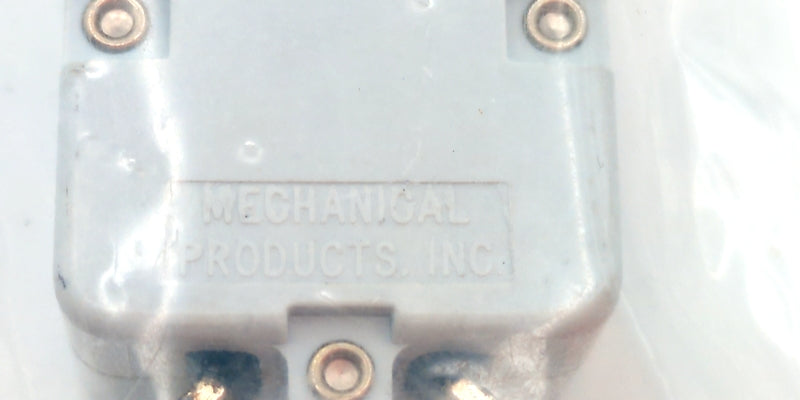 MECHANICAL
PRODUCTS. INC.